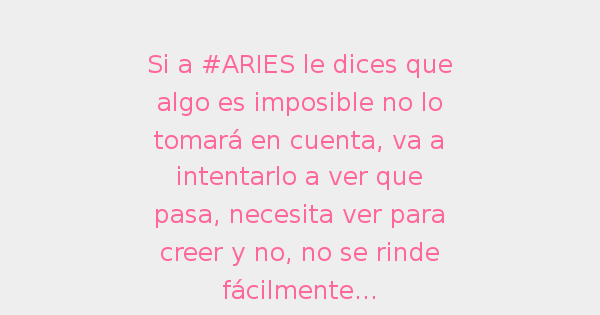 Si a #ARIES le dices que
algo es imposible no lo
tomará en cuenta, va a
intentarlo a ver que
pasa, necesita ver para
creer y no, no se rinde
fácilmente...